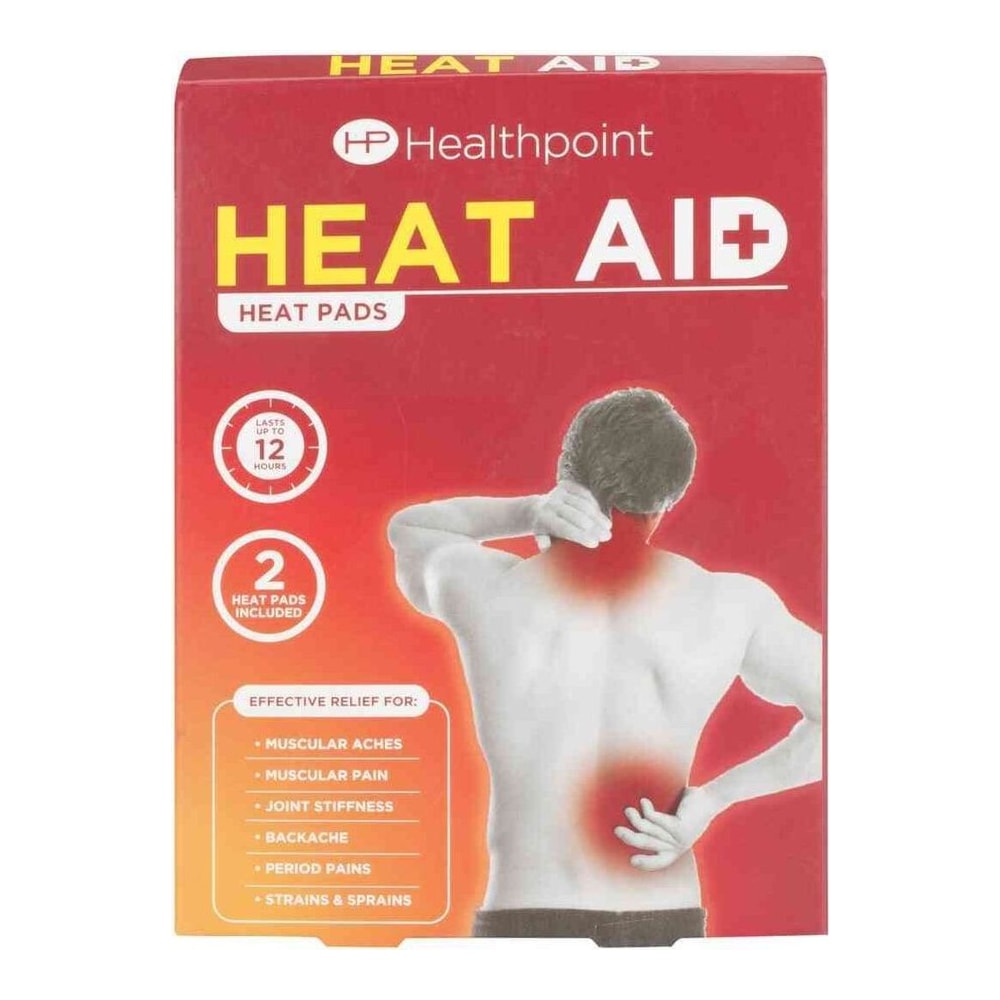 HEAT AID
HP Healthpoint
HEAT AID
HEAT PADS
LASTS
UP TO
12
HOURS
2
HEAT PADS
INCLUDED
EFFECTIVE RELIEF FOR:
• MUSCULAR ACHES
• MUSCULAR PAIN
• JOINT STIFFNESS
• BACKACHE
• PERIOD PAINS
• STRAINS & SPRAINS